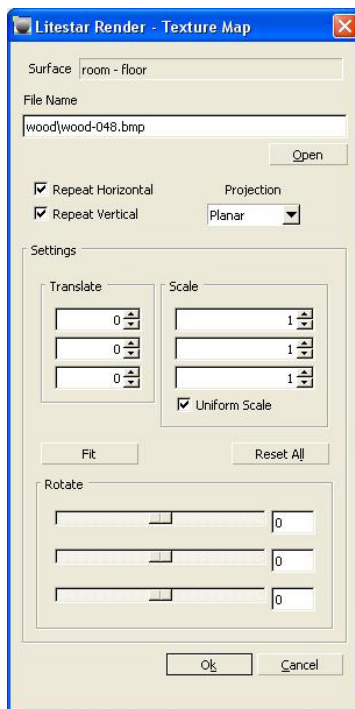 Litestar Render - Texture Map
Surface room - floor
File Name
wood\wood-048.bmp
Open
Repeat Horizontal Projection
Repeat Vertical Planar
Settings
Translate Scale
0 1
0 1
0 1
Uniform Scale
Fit Reset All
Rotate
0
0
0
Ok Cancel